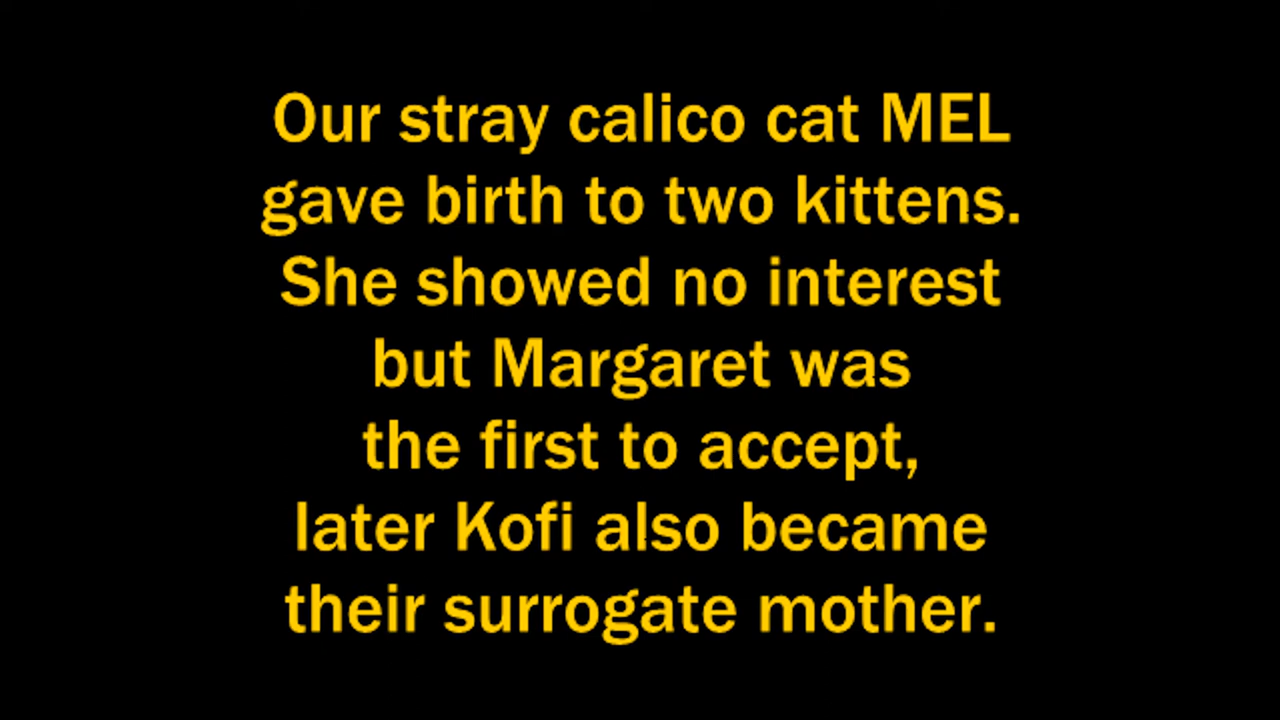 Our stray calico cat MEL
gave birth to two kittens.
She showed no interest
but Margaret was
the first to accept,
later Kofi also became
their surrogate mother.